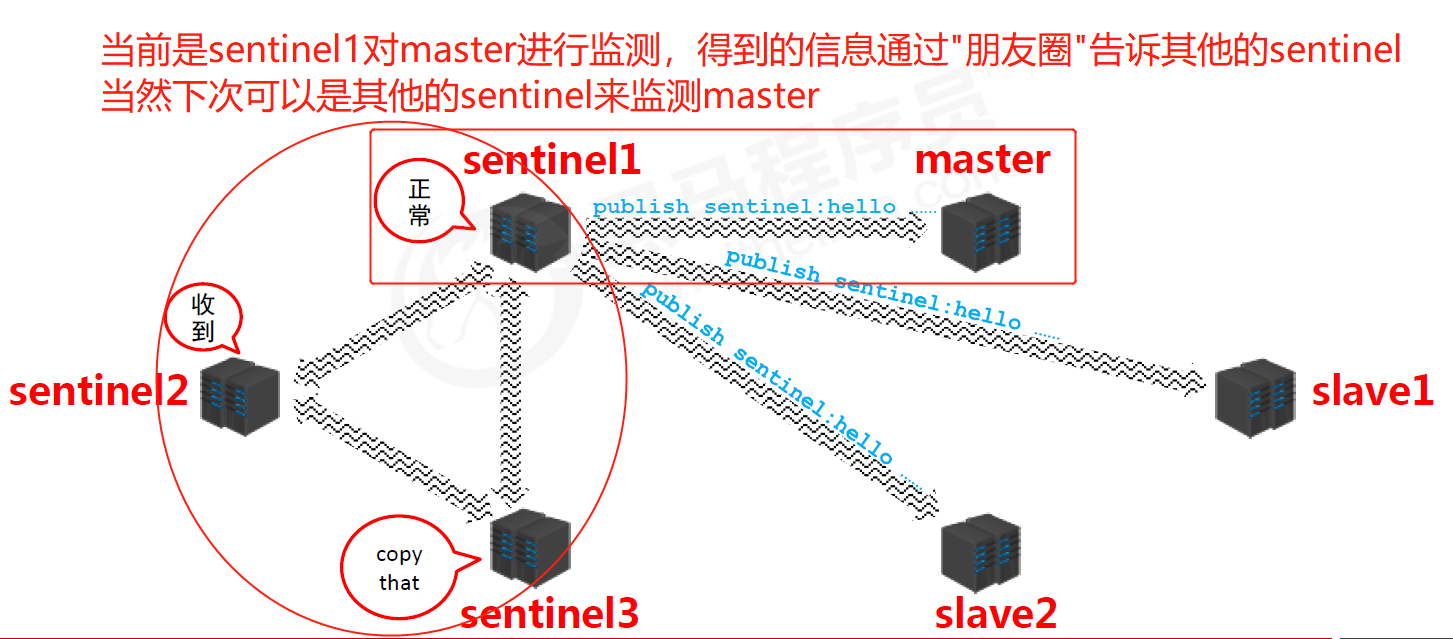 当前是sentinel1对master进行监测，得到的信息通过"朋友圈"告诉其他的sentinel
当然下次可以是其他的sentinel来监测master
sentinel1
master
正
常
publish sentinel:hello ……
publish sentinel:hello ……
publish sentinel:hello ……
收
到
sentinel2
slave1
copy
that
sentinel3
slave2